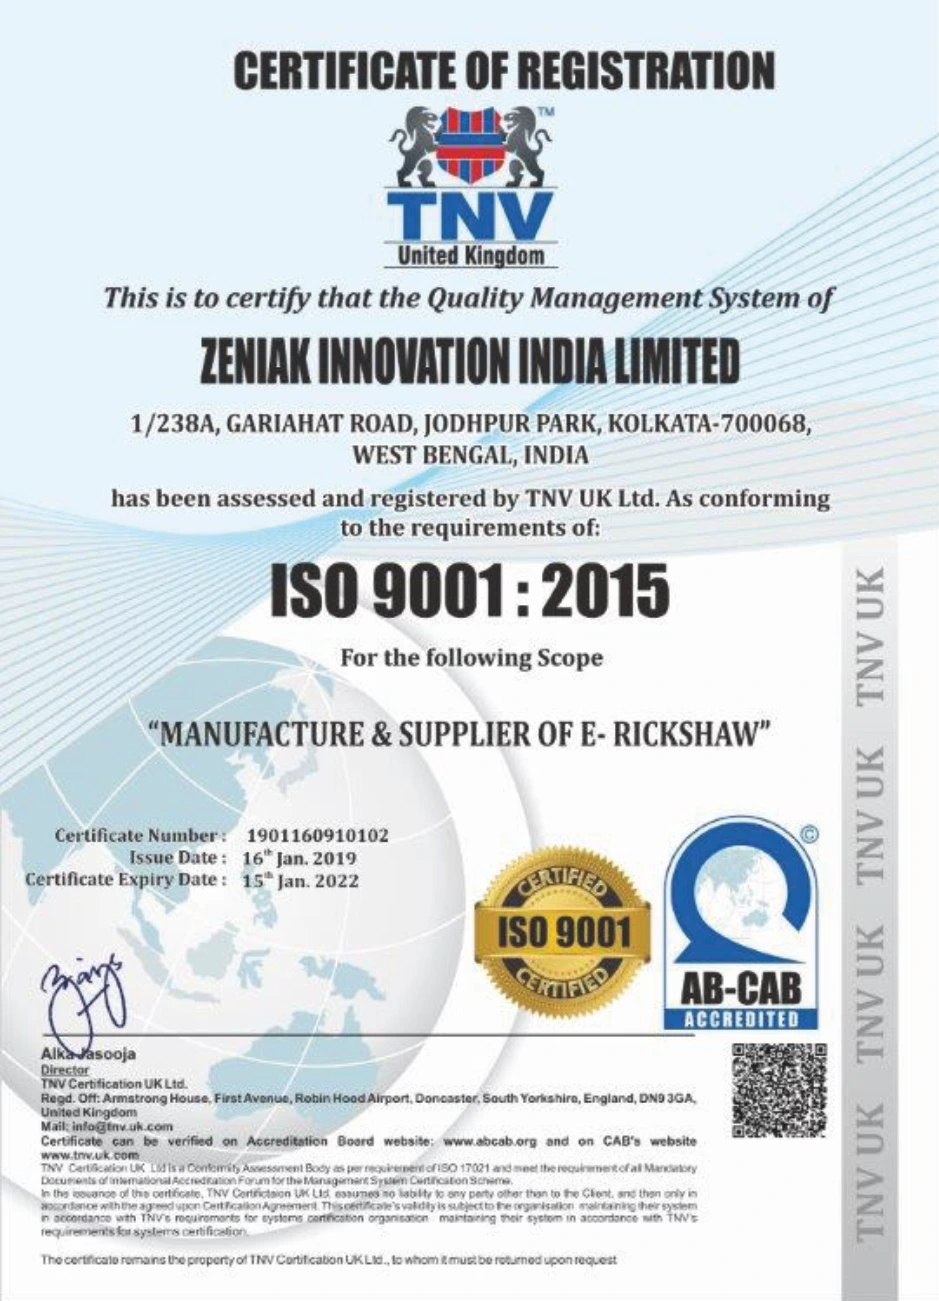 CERTIFICATE OF REGISTRATION
TM
TNV
United Kingdom
This is to certify that the Quality Management System of
ZENIAK INNOVATION INDIA LIMITED
1/238A, GARIAHAT ROAD, JODHPUR PARK, KOLKATA-700068,
WEST BENGAL, INDIA
has been assessed and registered by TNV UK Ltd. As conforming
to the requirements of:
ISO 9001 : 2015
For the following Scope
“MANUFACTURE & SUPPLIER OF E- RICKSHAW”
Certificate Number : 1901160910102
Issue Date : 16th Jan. 2019
Certificate Expiry Date : 15th Jan. 2022
CERTIFIED
ISO 9001
CERTIFIED
©
AB-CAB
ACCREDITED
Alka Jasooja
Director
TNV Certification UK Ltd.
Regd. Off: Armstrong House, First Avenue, Robin Hood Airport, Doncaster, South Yorkshire, England, DN9 3GA,
United Kingdom
Mail: info@tnv.uk.com
Certificate can be verified on Accreditation Board website: www.abcab.org and on CAB's website
www.tnv.uk.com
TNV Certification UK Ltd is a Conformity Assessment Body as per requirement of ISO 17021 and meet the requirement of all Mandatory
Documents of International Accreditation Forum for the Management System Certification Scheme.
In the issuance of this certificate, TNV Certictaion UK Ltd. assumes no liability to any party other then to the Client, and then only in
accordance with the agreed upon Certification Agreement. This certificate's validity is subject to the organisation maintaining their system
in accordance with TNV's requirements for systems certification organisation maintaining their system in accordance with TNV's
requirements for systems certification.
The certificate remains the property of TNV Certification UK Ltd., to whom it must be returned upon request
TNV UK TNV UK TNV UK TNV UK